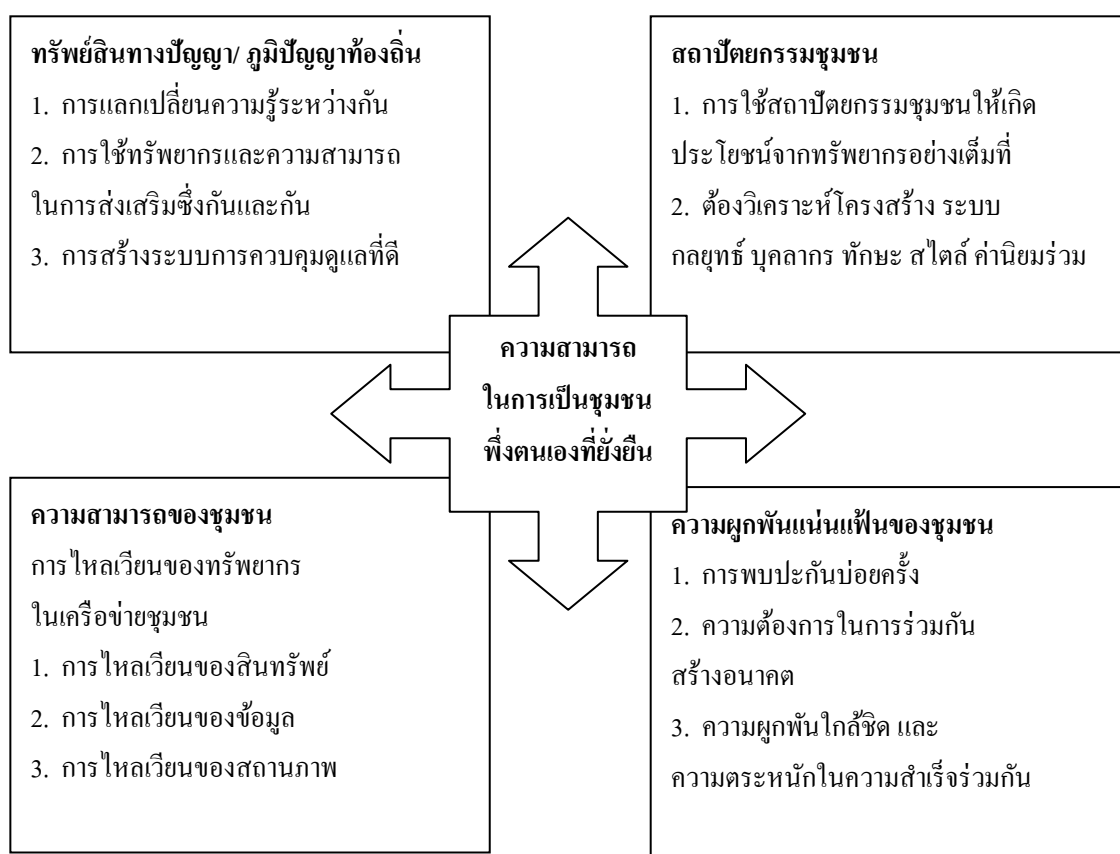 ทรัพย์สินทางปัญญา/ ภูมิปัญญาท้องถิ่น
1. การแลกเปลี่ยนความรู้ระหว่างกัน
2. การใช้ทรัพยากรและความสามารถ
ในการส่งเสริมซึ่งกันและกัน
3. การสร้างระบบการควบคุมดูแลที่ดี
สถาปัตยกรรมชุมชน
1. การใช้สถาปัตยกรรมชุมชนให้เกิด
ประโยชน์จากทรัพยากรอย่างเต็มที่
2. ต้องวิเคราะห์โครงสร้าง ระบบ
กลยุทธ์ บุคลากร ทักษะ สไตล์ ค่านิยมร่วม
ความสามารถ
ในการเป็นชุมชน
พึ่งตนเองที่ยั่งยืน
ความสามารถของชุมชน
การไหลเวียนของทรัพยากร
ในเครือข่ายชุมชน
1. การไหลเวียนของสินทรัพย์
2. การไหลเวียนของข้อมูล
3. การไหลเวียนของสถานภาพ
ความผูกพันแน่นแฟ้นของชุมชน
1. การพบปะกันบ่อยครั้ง
2. ความต้องการในการร่วมกัน
สร้างอนาคต
3. ความผูกพันใกล้ชิด และ
ความตระหนักในความสำเร็จร่วมกัน